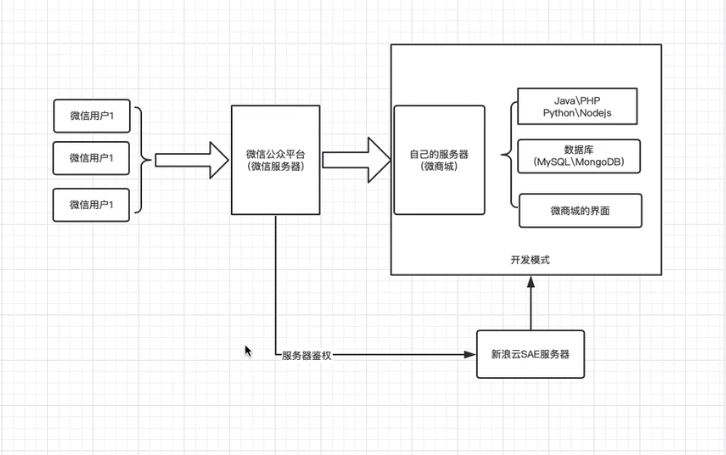 微信用户1
微信用户1
微信用户1
微信公众平台
(微信服务器)
自己的服务器
(微商城)
Java\PHP
Python\Nodejs
数据库
(MySQL\MongoDB)
微商城的界面
开发模式
服务器鉴权
新浪云SAE服务器